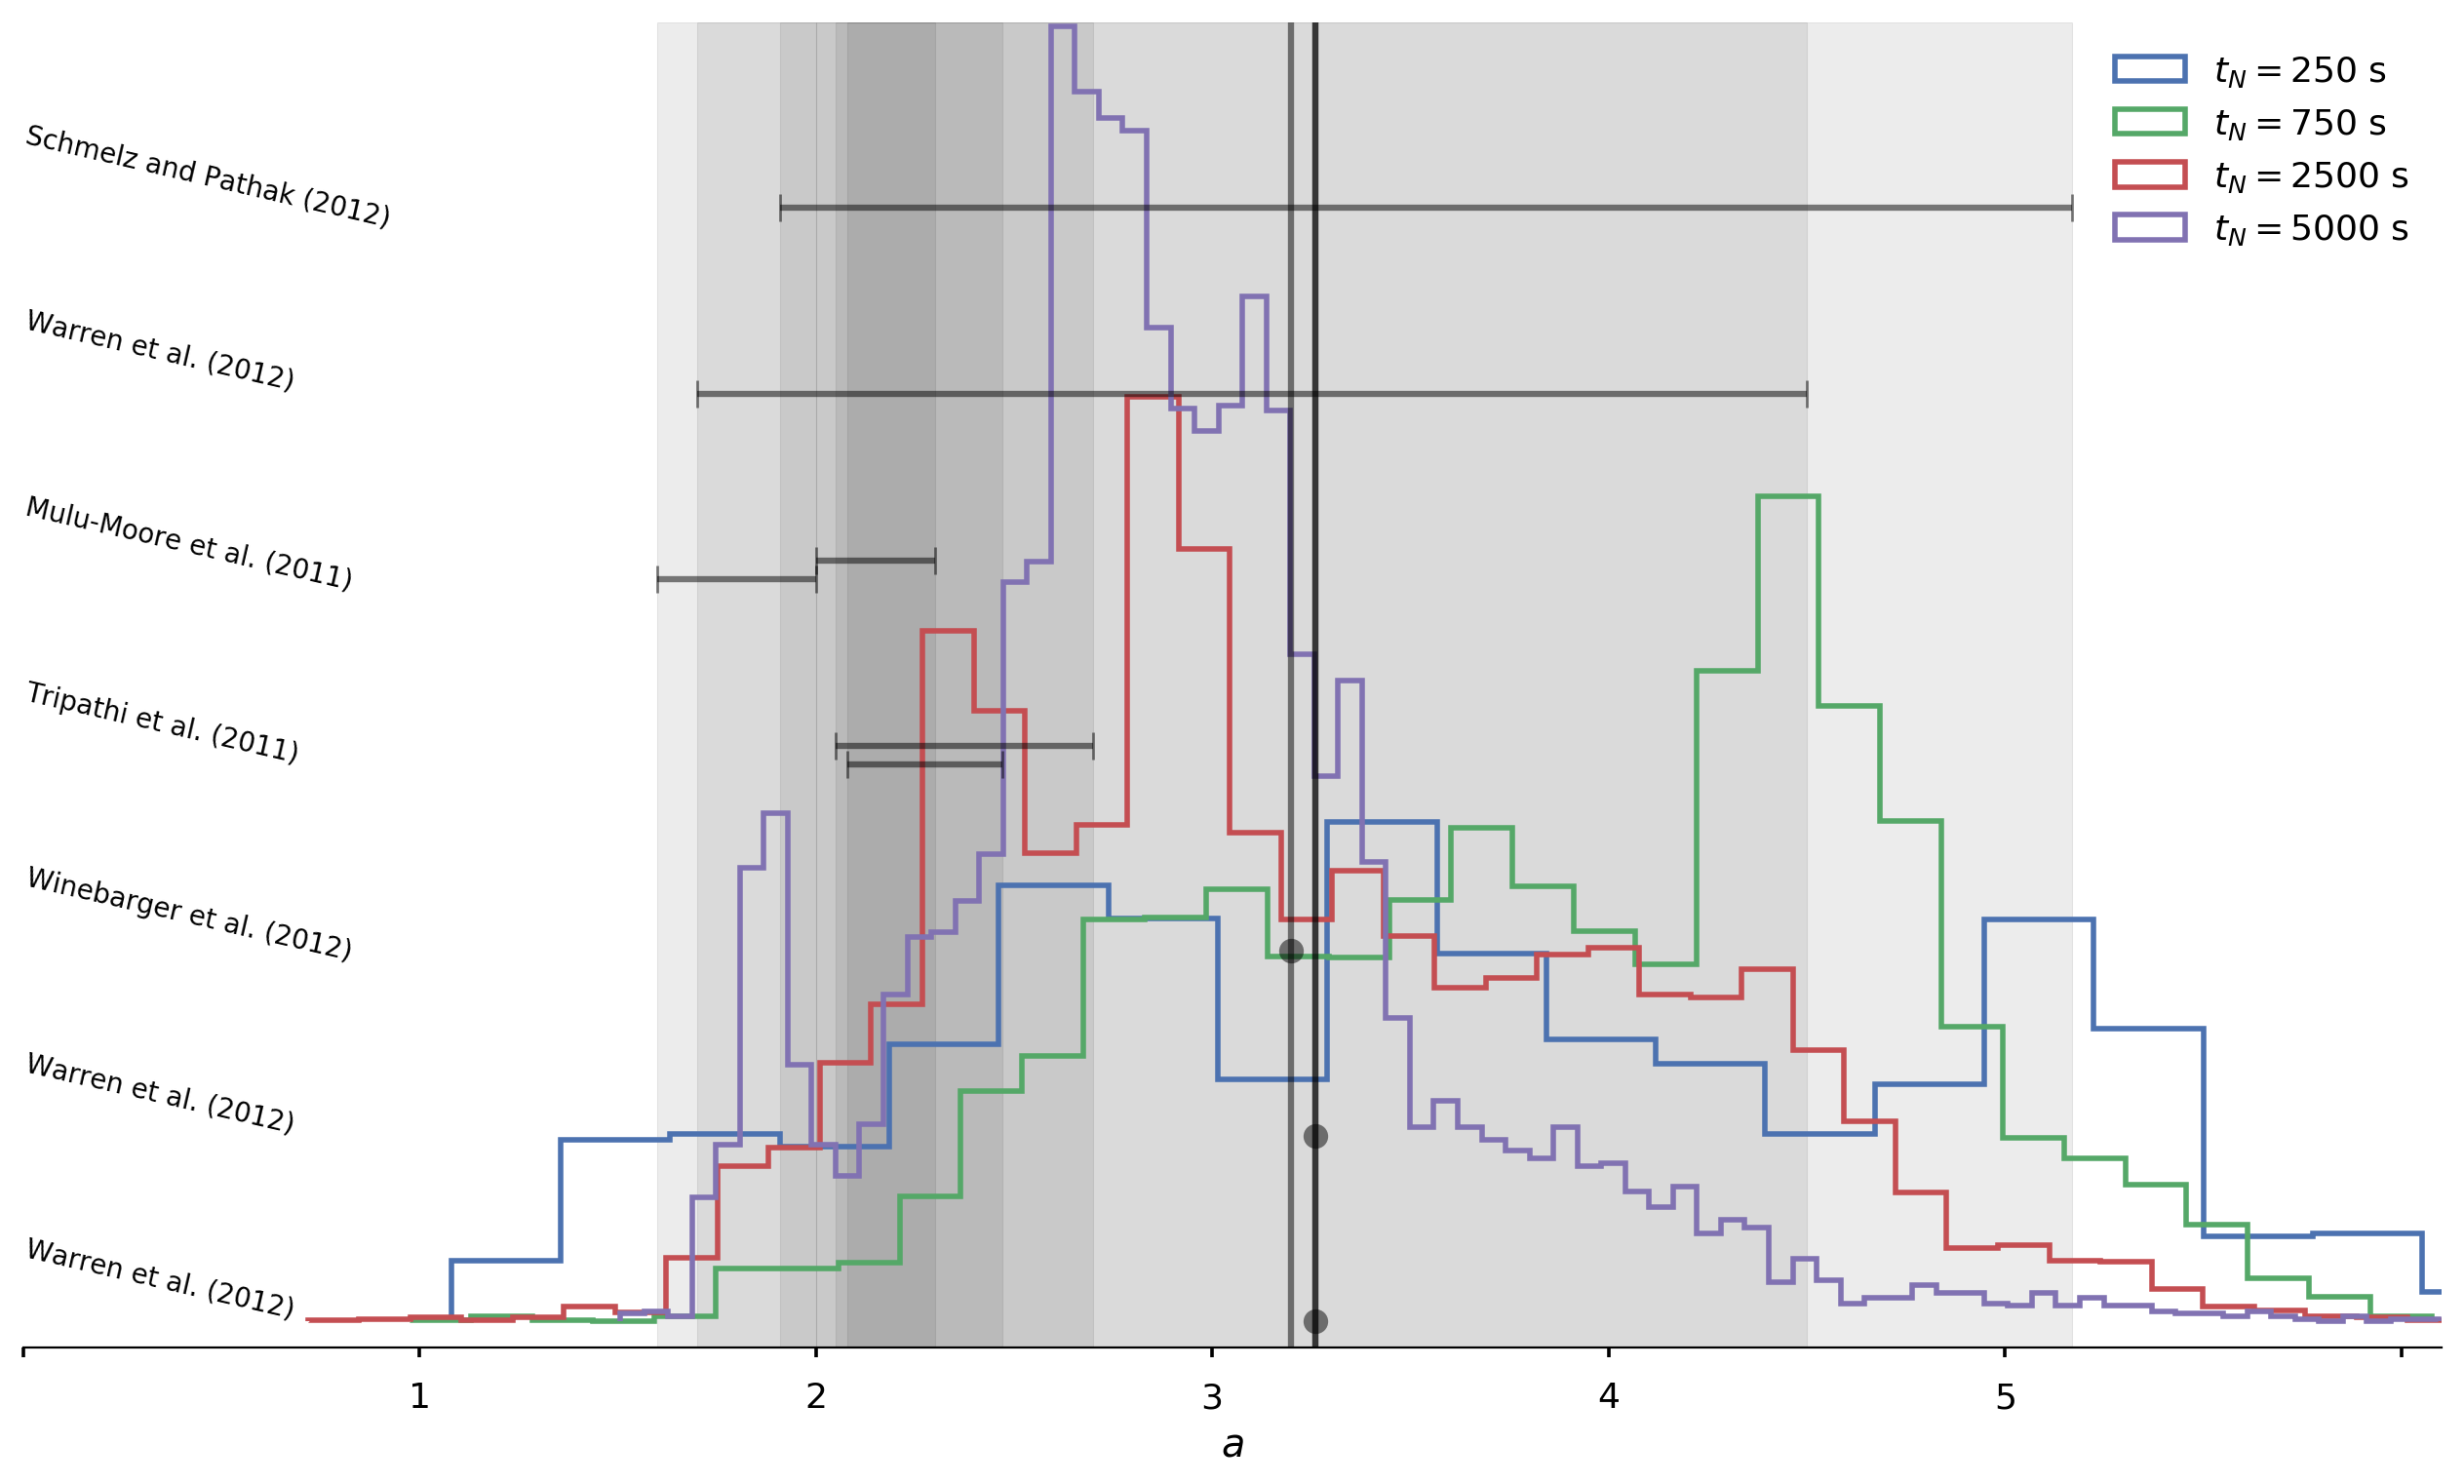 Schmelz and Pathak (2012)
Warren et al. (2012)
Mulu-Moore et al. (2011)
Tripathi et al. (2011)
Winebarger et al. (2012)
Warren et al. (2012)
Warren et al. (2012)
t_N = 250 s
t_N = 750 s
t_N = 2500 s
t_N = 5000 s
1 2 3 4 5
a